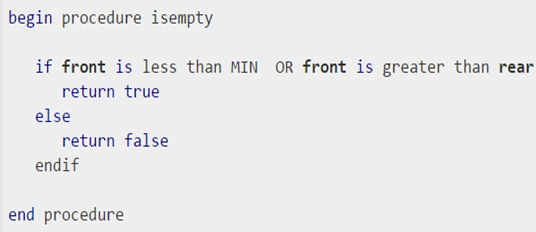 begin procedure isempty
if front is less than MIN  OR front is greater than rear
return true
else
return false
endif
end procedure